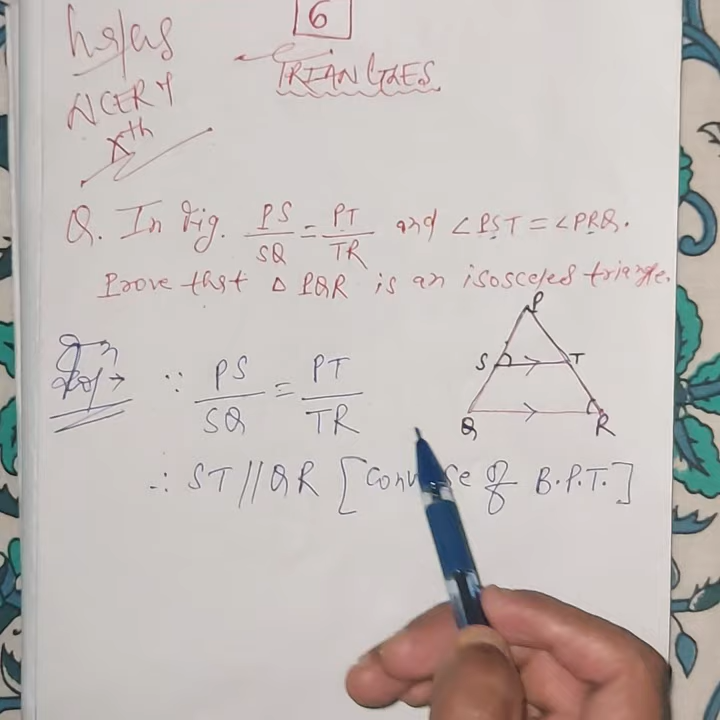 6
TRIANGLES
NCERT
Xth
Q. In fig. PS/SQ = PT/TR and ∠PST = ∠PRQ.
Prove that △ PQR is an isosceles triangle.
P
S T
Q R
∵ PS/SQ = PT/TR
∴ ST // QR [Converse of B.P.T.]